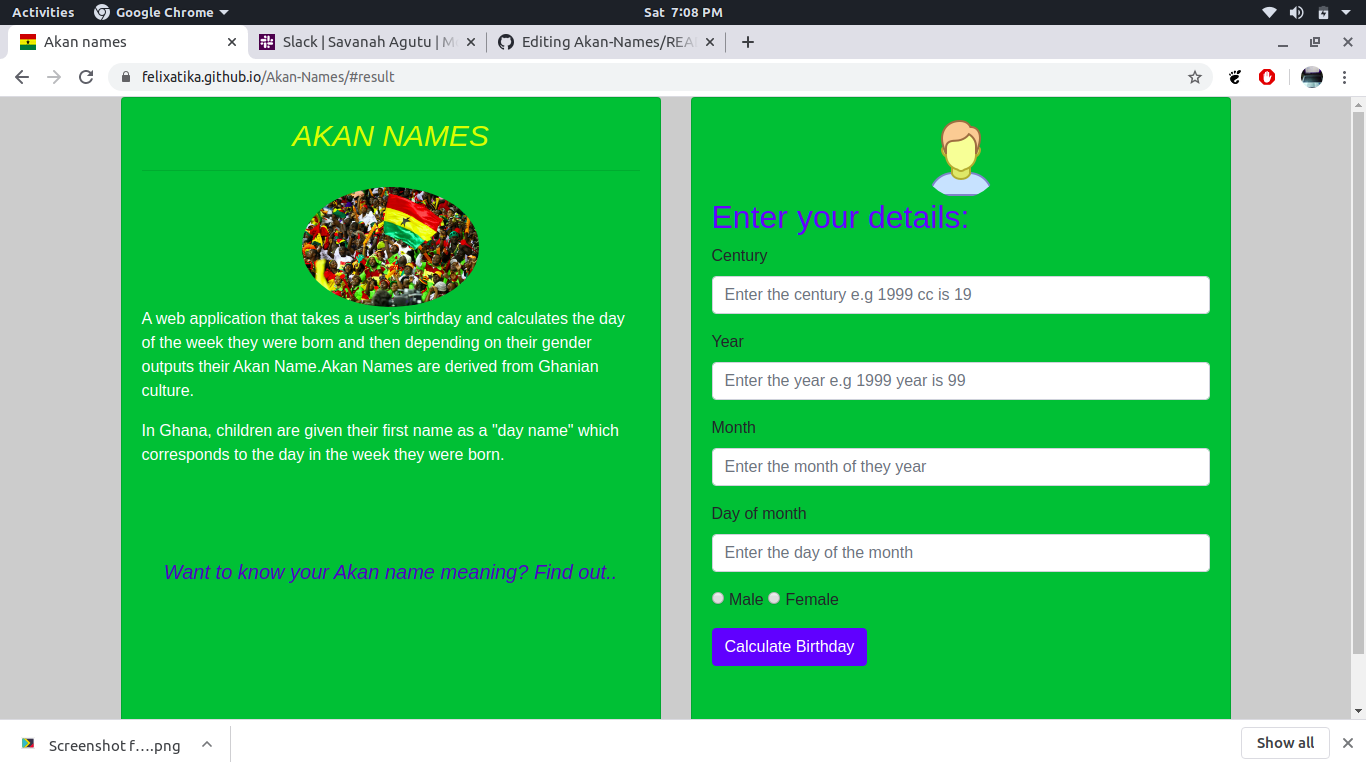 Activities
Google Chrome
Sat 7:08 PM
Akan names
Slack | Savanah Agutu | M
Editing Akan-Names/REA
felixatika.github.io/Akan-Names/#result
AKAN NAMES
A web application that takes a user's birthday and calculates the day
of the week they were born and then depending on their gender
outputs their Akan Name.Akan Names are derived from Ghanian
culture.
In Ghana, children are given their first name as a "day name" which
corresponds to the day in the week they were born.
Want to know your Akan name meaning? Find out..
Enter your details:
Century
Enter the century e.g 1999 cc is 19
Year
Enter the year e.g 1999 year is 99
Month
Enter the month of they year
Day of month
Enter the day of the month
Male Female
Calculate Birthday
Screenshot f….png
Show all